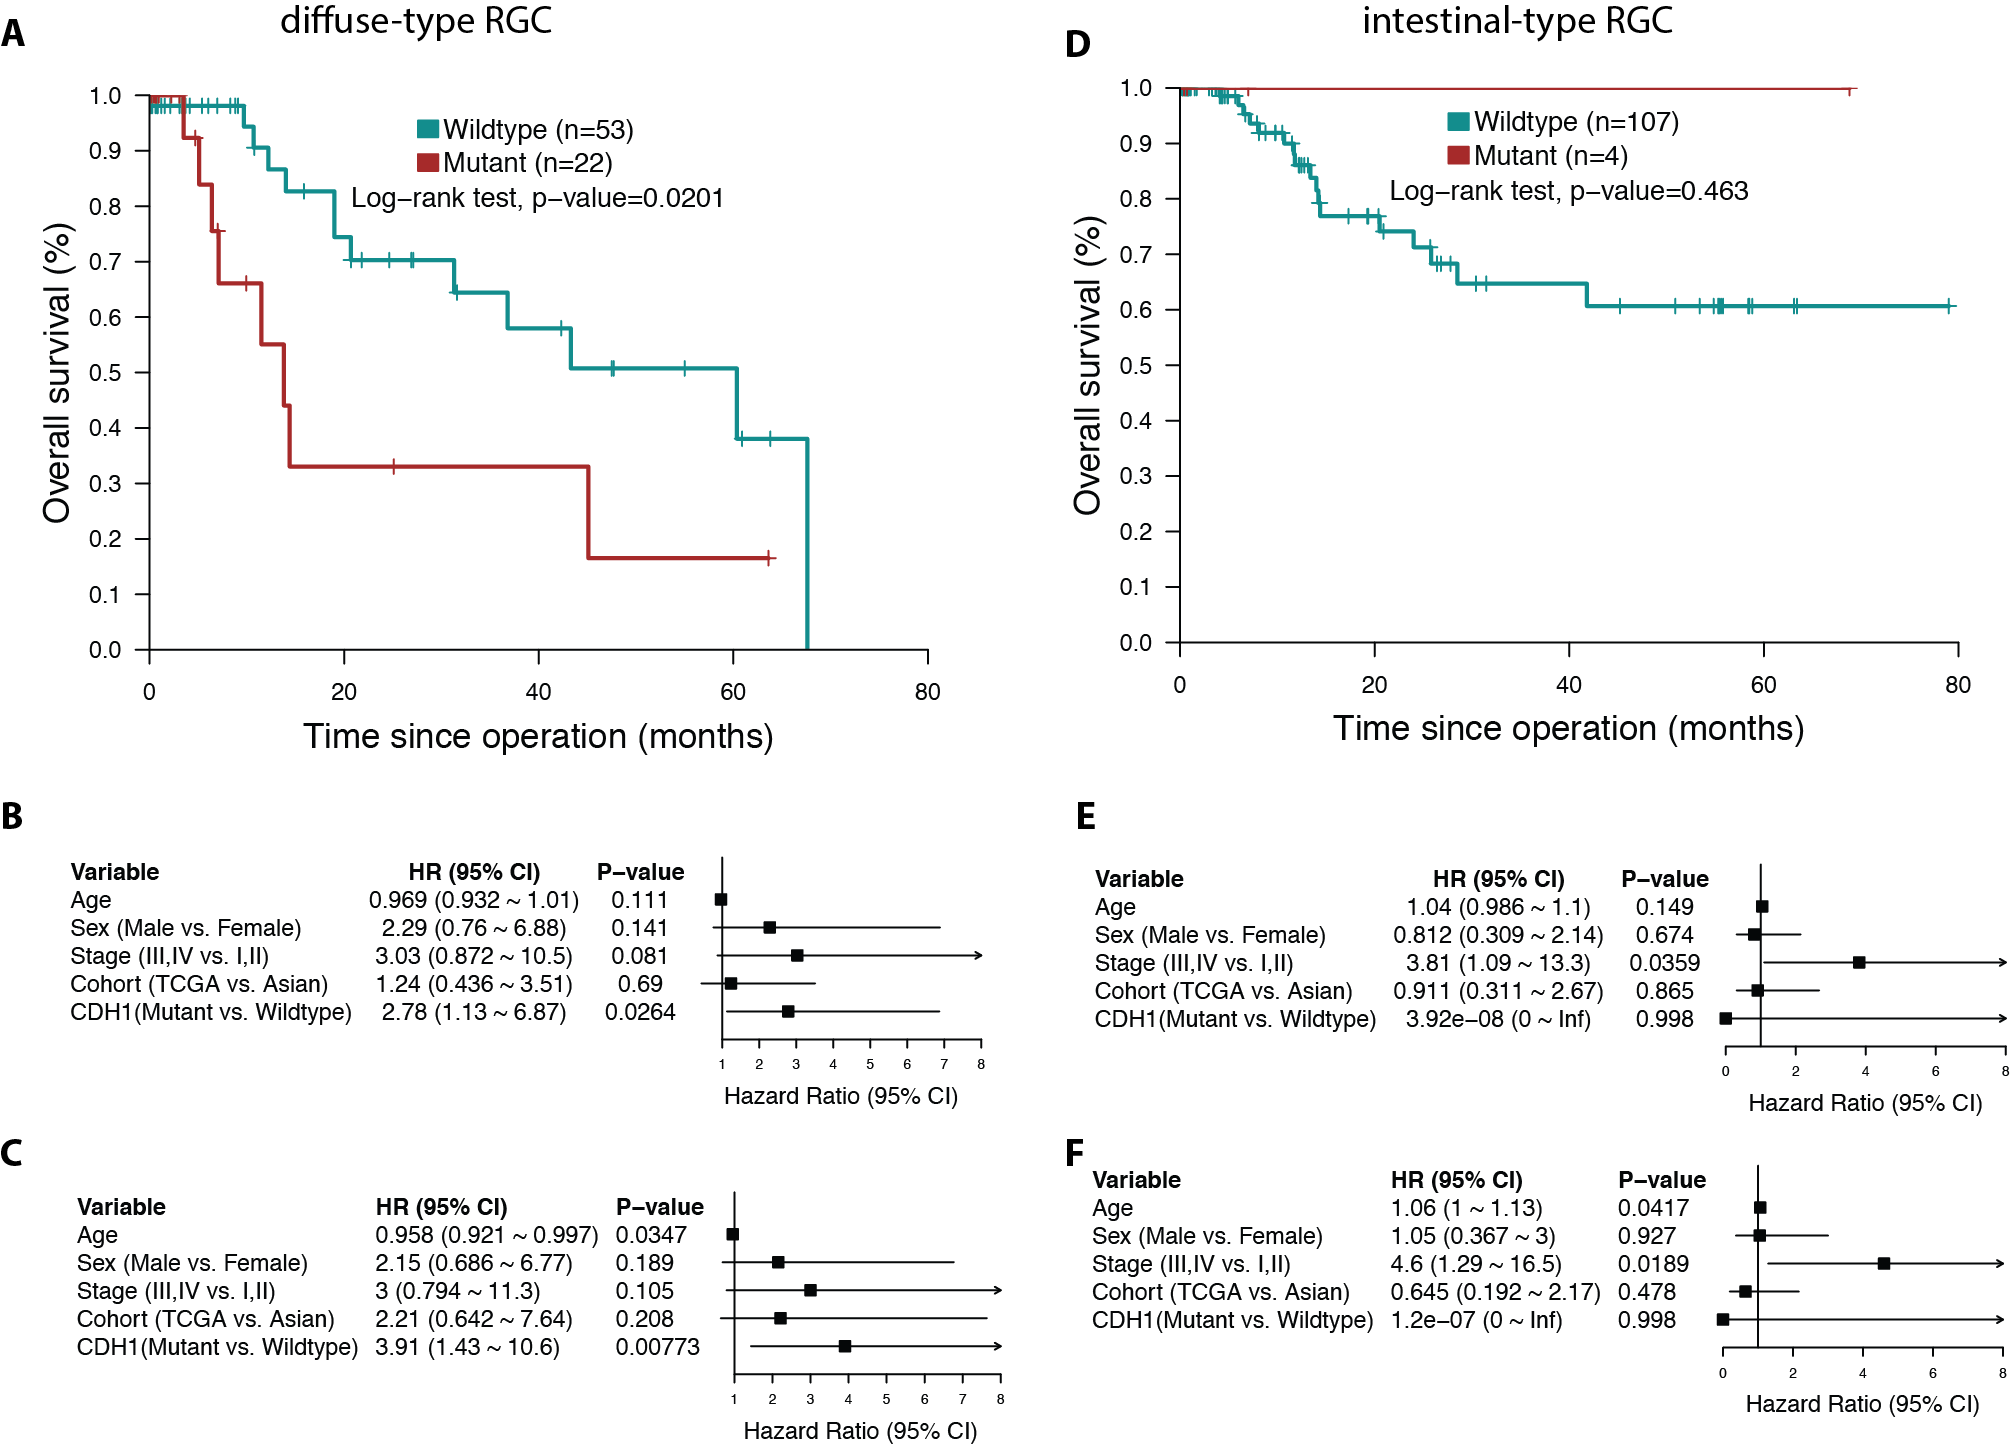 diffuse-type RGC
A
1.0
0.9
0.8
0.7
0.6
0.5
0.4
0.3
0.2
0.1
0.0
Overall survival (%)
Wildtype (n=53)
Mutant (n=22)
Log−rank test, p−value=0.0201
0 20 40 60 80
Time since operation (months)
B
Variable HR (95% CI) P−value
Age 0.969 (0.932 ~ 1.01) 0.111
Sex (Male vs. Female) 2.29 (0.76 ~ 6.88) 0.141
Stage (III,IV vs. I,II) 3.03 (0.872 ~ 10.5) 0.081
Cohort (TCGA vs. Asian) 1.24 (0.436 ~ 3.51) 0.69
CDH1(Mutant vs. Wildtype) 2.78 (1.13 ~ 6.87) 0.0264
1 2 3 4 5 6 7 8
Hazard Ratio (95% CI)
C
Variable HR (95% CI) P−value
Age 0.958 (0.921 ~ 0.997) 0.0347
Sex (Male vs. Female) 2.15 (0.686 ~ 6.77) 0.189
Stage (III,IV vs. I,II) 3 (0.794 ~ 11.3) 0.105
Cohort (TCGA vs. Asian) 2.21 (0.642 ~ 7.64) 0.208
CDH1(Mutant vs. Wildtype) 3.91 (1.43 ~ 10.6) 0.00773
1 2 3 4 5 6 7 8
Hazard Ratio (95% CI)
intestinal-type RGC
D
1.0
0.9
0.8
0.7
0.6
0.5
0.4
0.3
0.2
0.1
0.0
Overall survival (%)
Wildtype (n=107)
Mutant (n=4)
Log−rank test, p−value=0.463
0 20 40 60 80
Time since operation (months)
E
Variable HR (95% CI) P−value
Age 1.04 (0.986 ~ 1.1) 0.149
Sex (Male vs. Female) 0.812 (0.309 ~ 2.14) 0.674
Stage (III,IV vs. I,II) 3.81 (1.09 ~ 13.3) 0.0359
Cohort (TCGA vs. Asian) 0.911 (0.311 ~ 2.67) 0.865
CDH1(Mutant vs. Wildtype) 3.92e−08 (0 ~ Inf) 0.998
0 2 4 6 8
Hazard Ratio (95% CI)
F
Variable HR (95% CI) P−value
Age 1.06 (1 ~ 1.13) 0.0417
Sex (Male vs. Female) 1.05 (0.367 ~ 3) 0.927
Stage (III,IV vs. I,II) 4.6 (1.29 ~ 16.5) 0.0189
Cohort (TCGA vs. Asian) 0.645 (0.192 ~ 2.17) 0.478
CDH1(Mutant vs. Wildtype) 1.2e−07 (0 ~ Inf) 0.998
0 2 4 6 8
Hazard Ratio (95% CI)